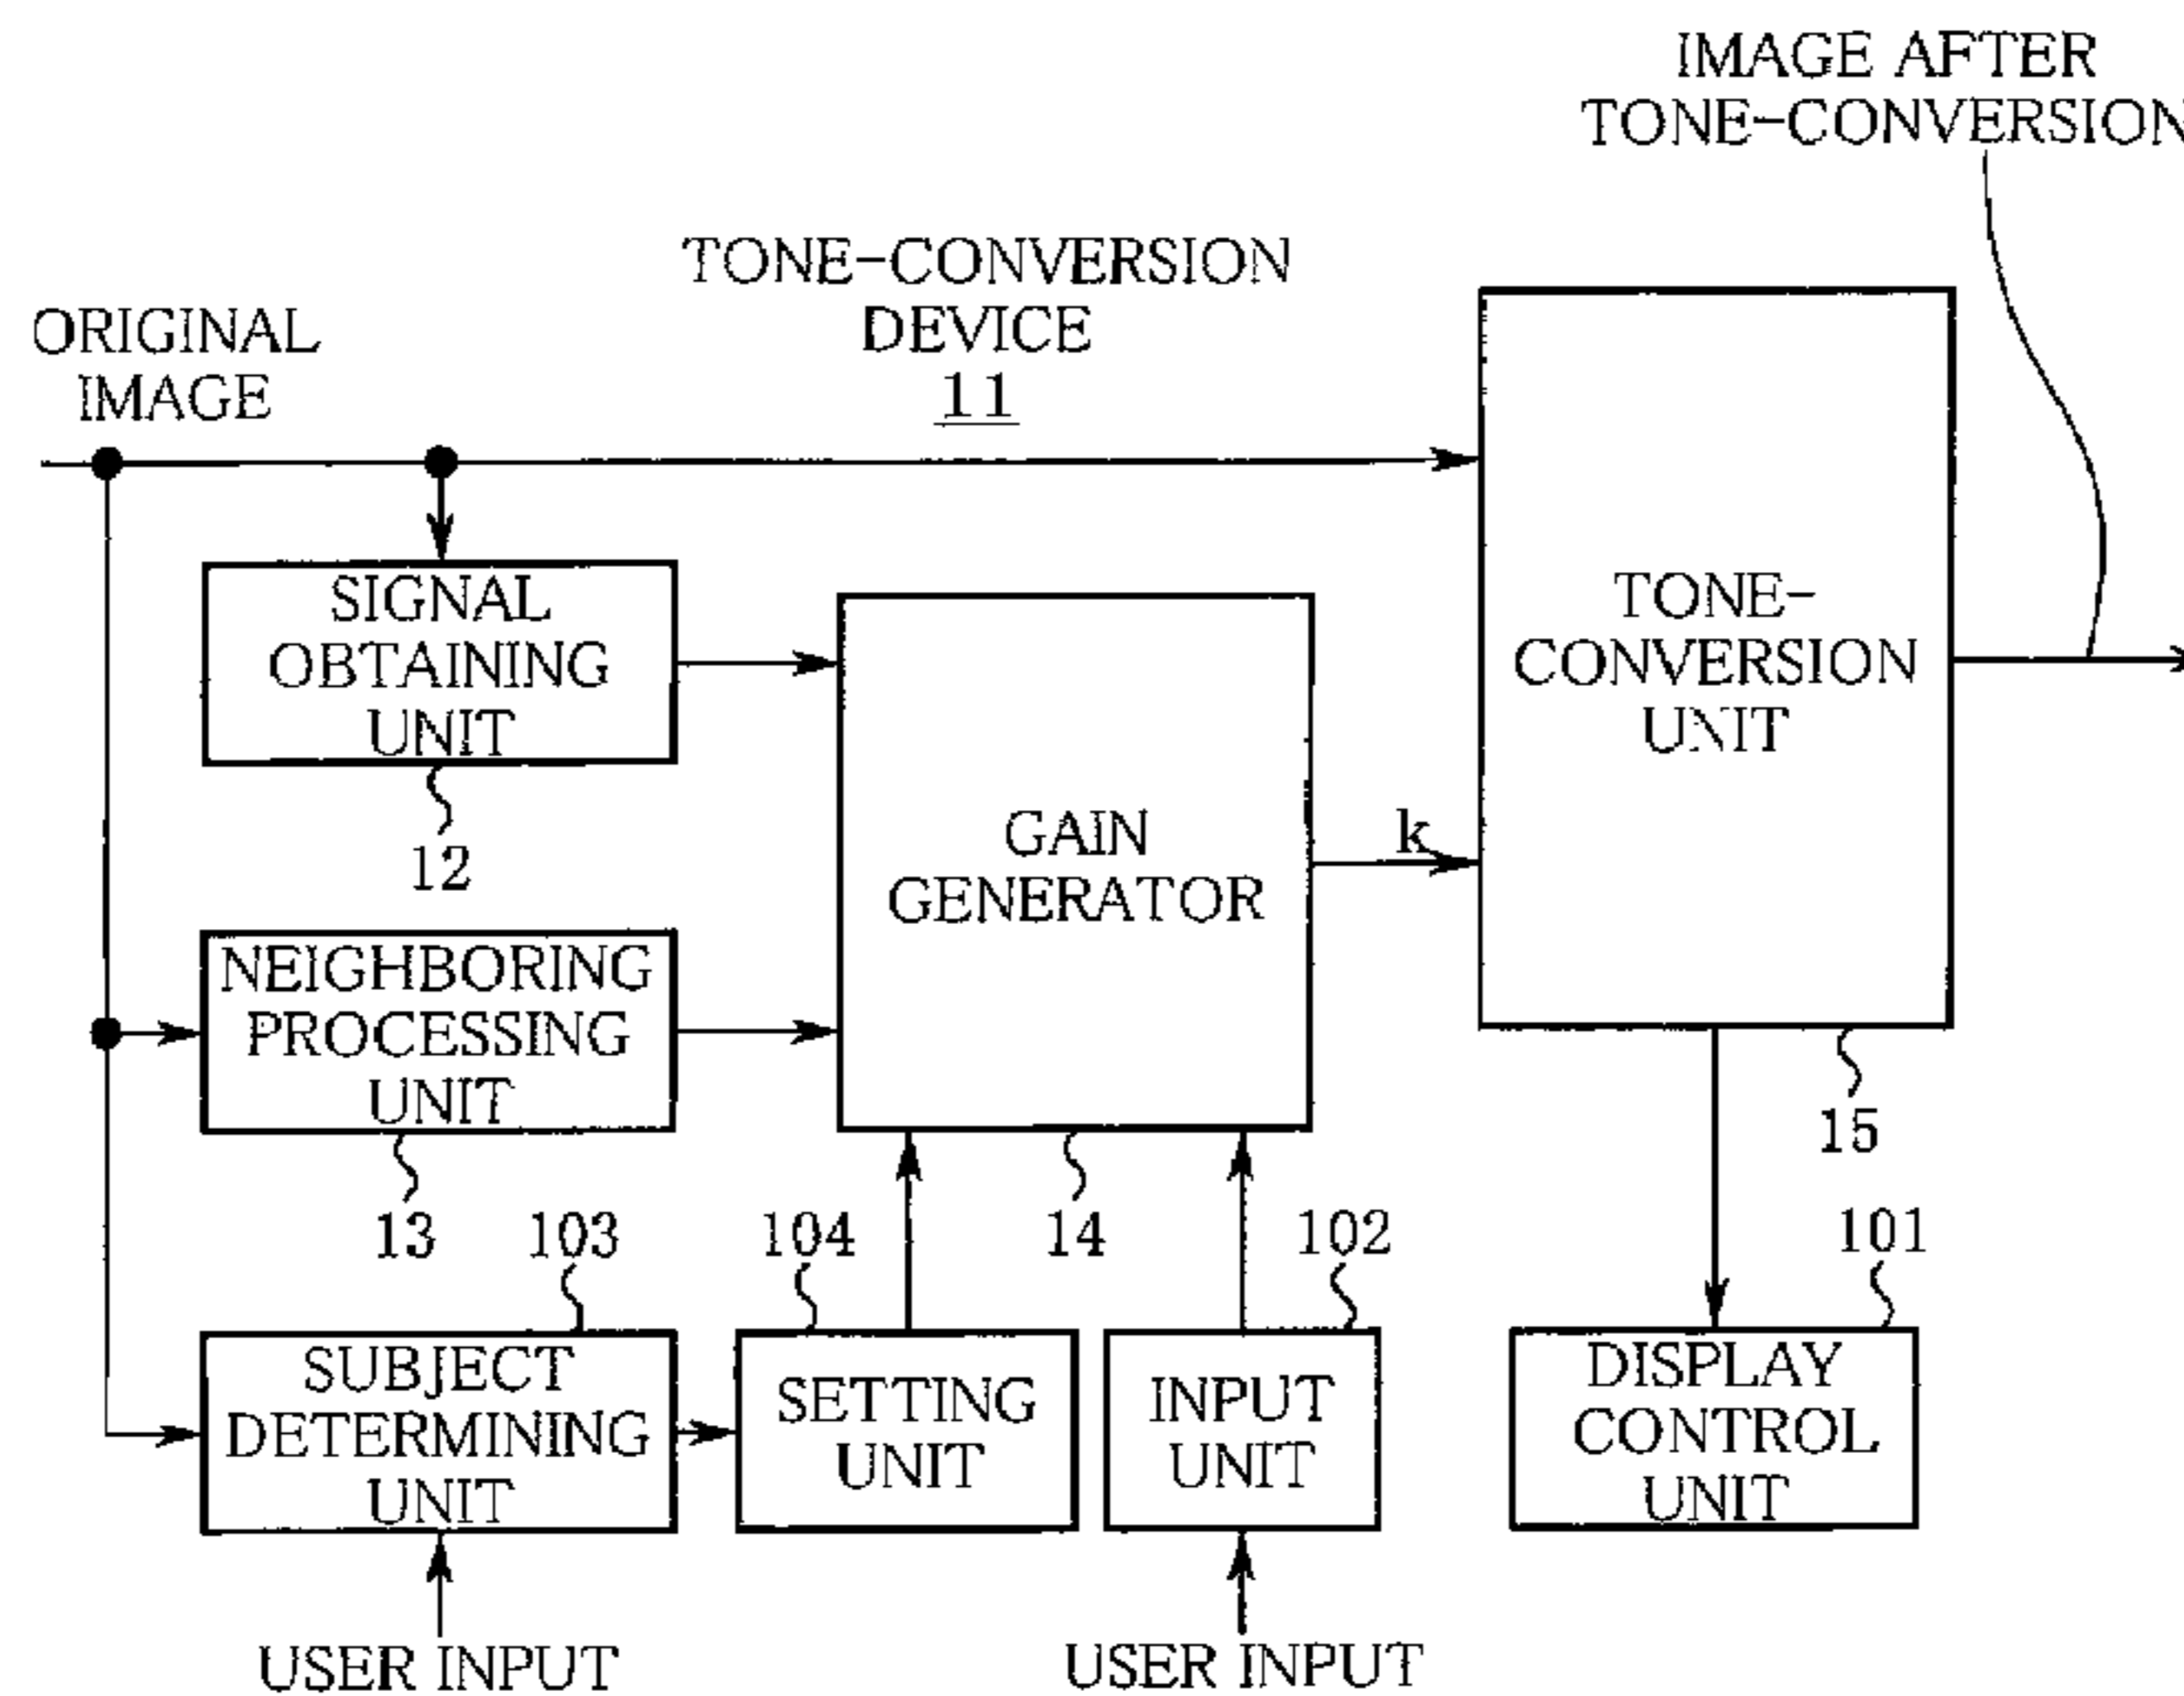 IMAGE AFTER
TONE-CONVERSION
TONE-CONVERSION
DEVICE
11
ORIGINAL
IMAGE
SIGNAL
OBTAINING
UNIT
12
TONE-
CONVERSION
UNIT
15
GAIN
GENERATOR
k
14
NEIGHBORING
PROCESSING
UNIT
13
103
104
102
101
SUBJECT
DETERMINING
UNIT
SETTING
UNIT
INPUT
UNIT
DISPLAY
CONTROL
UNIT
USER INPUT
USER INPUT